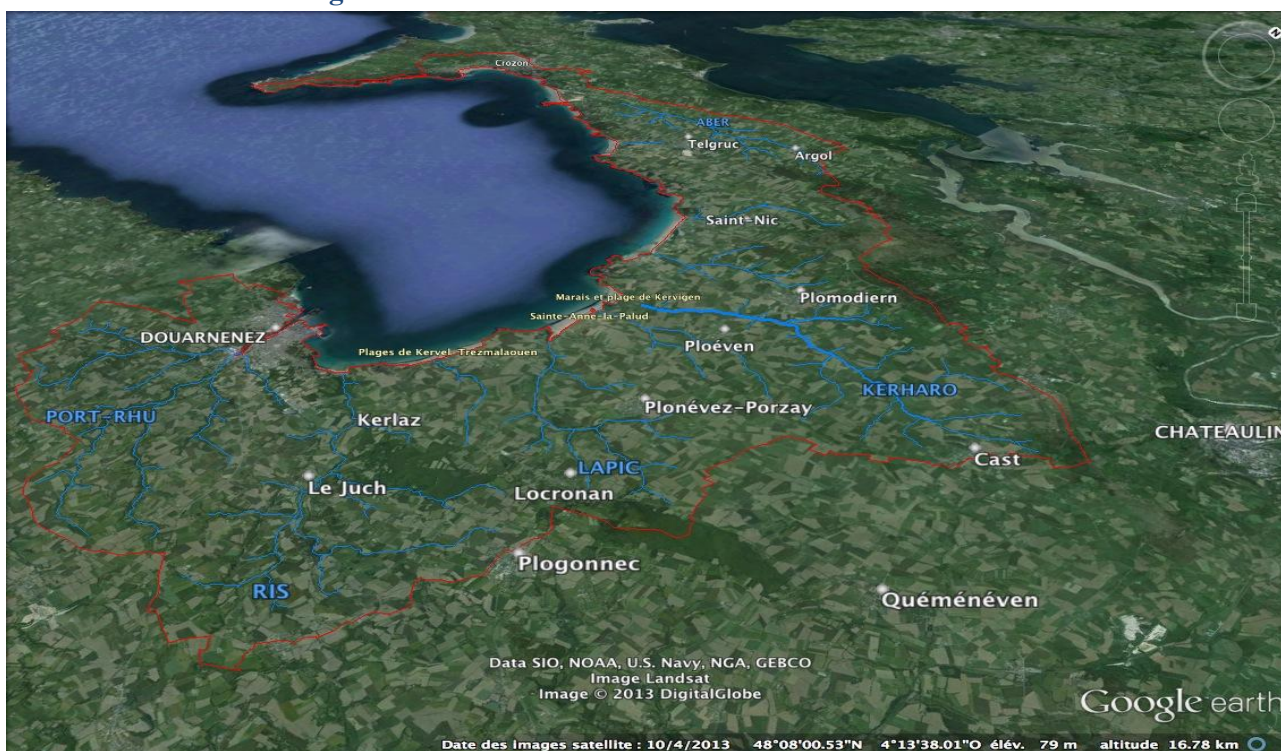 Crozon
ABER
Telgruc
Argol
Saint-Nic
Marais et plage de Kervigen
Plomodiern
Sainte-Anne-la-Palud
DOUARNENEZ
Ploéven
Plages de Kervel-Trezmalaouen
KERHARO
PORT-RHU
Plonévez-Porzay
Kerlaz
CHATEAULIN
Cast
LAPIC
Le Juch
Locronan
Plogonnec
RIS
Quéménéven
Data SIO, NOAA, U.S. Navy, NGA, GEBCO
Image Landsat
Image © 2013 DigitalGlobe
Google earth
Date des images satellite : 10/4/2013 48°08'00.53"N 4°13'38.01"O élév. 79 m altitude 16.78 km